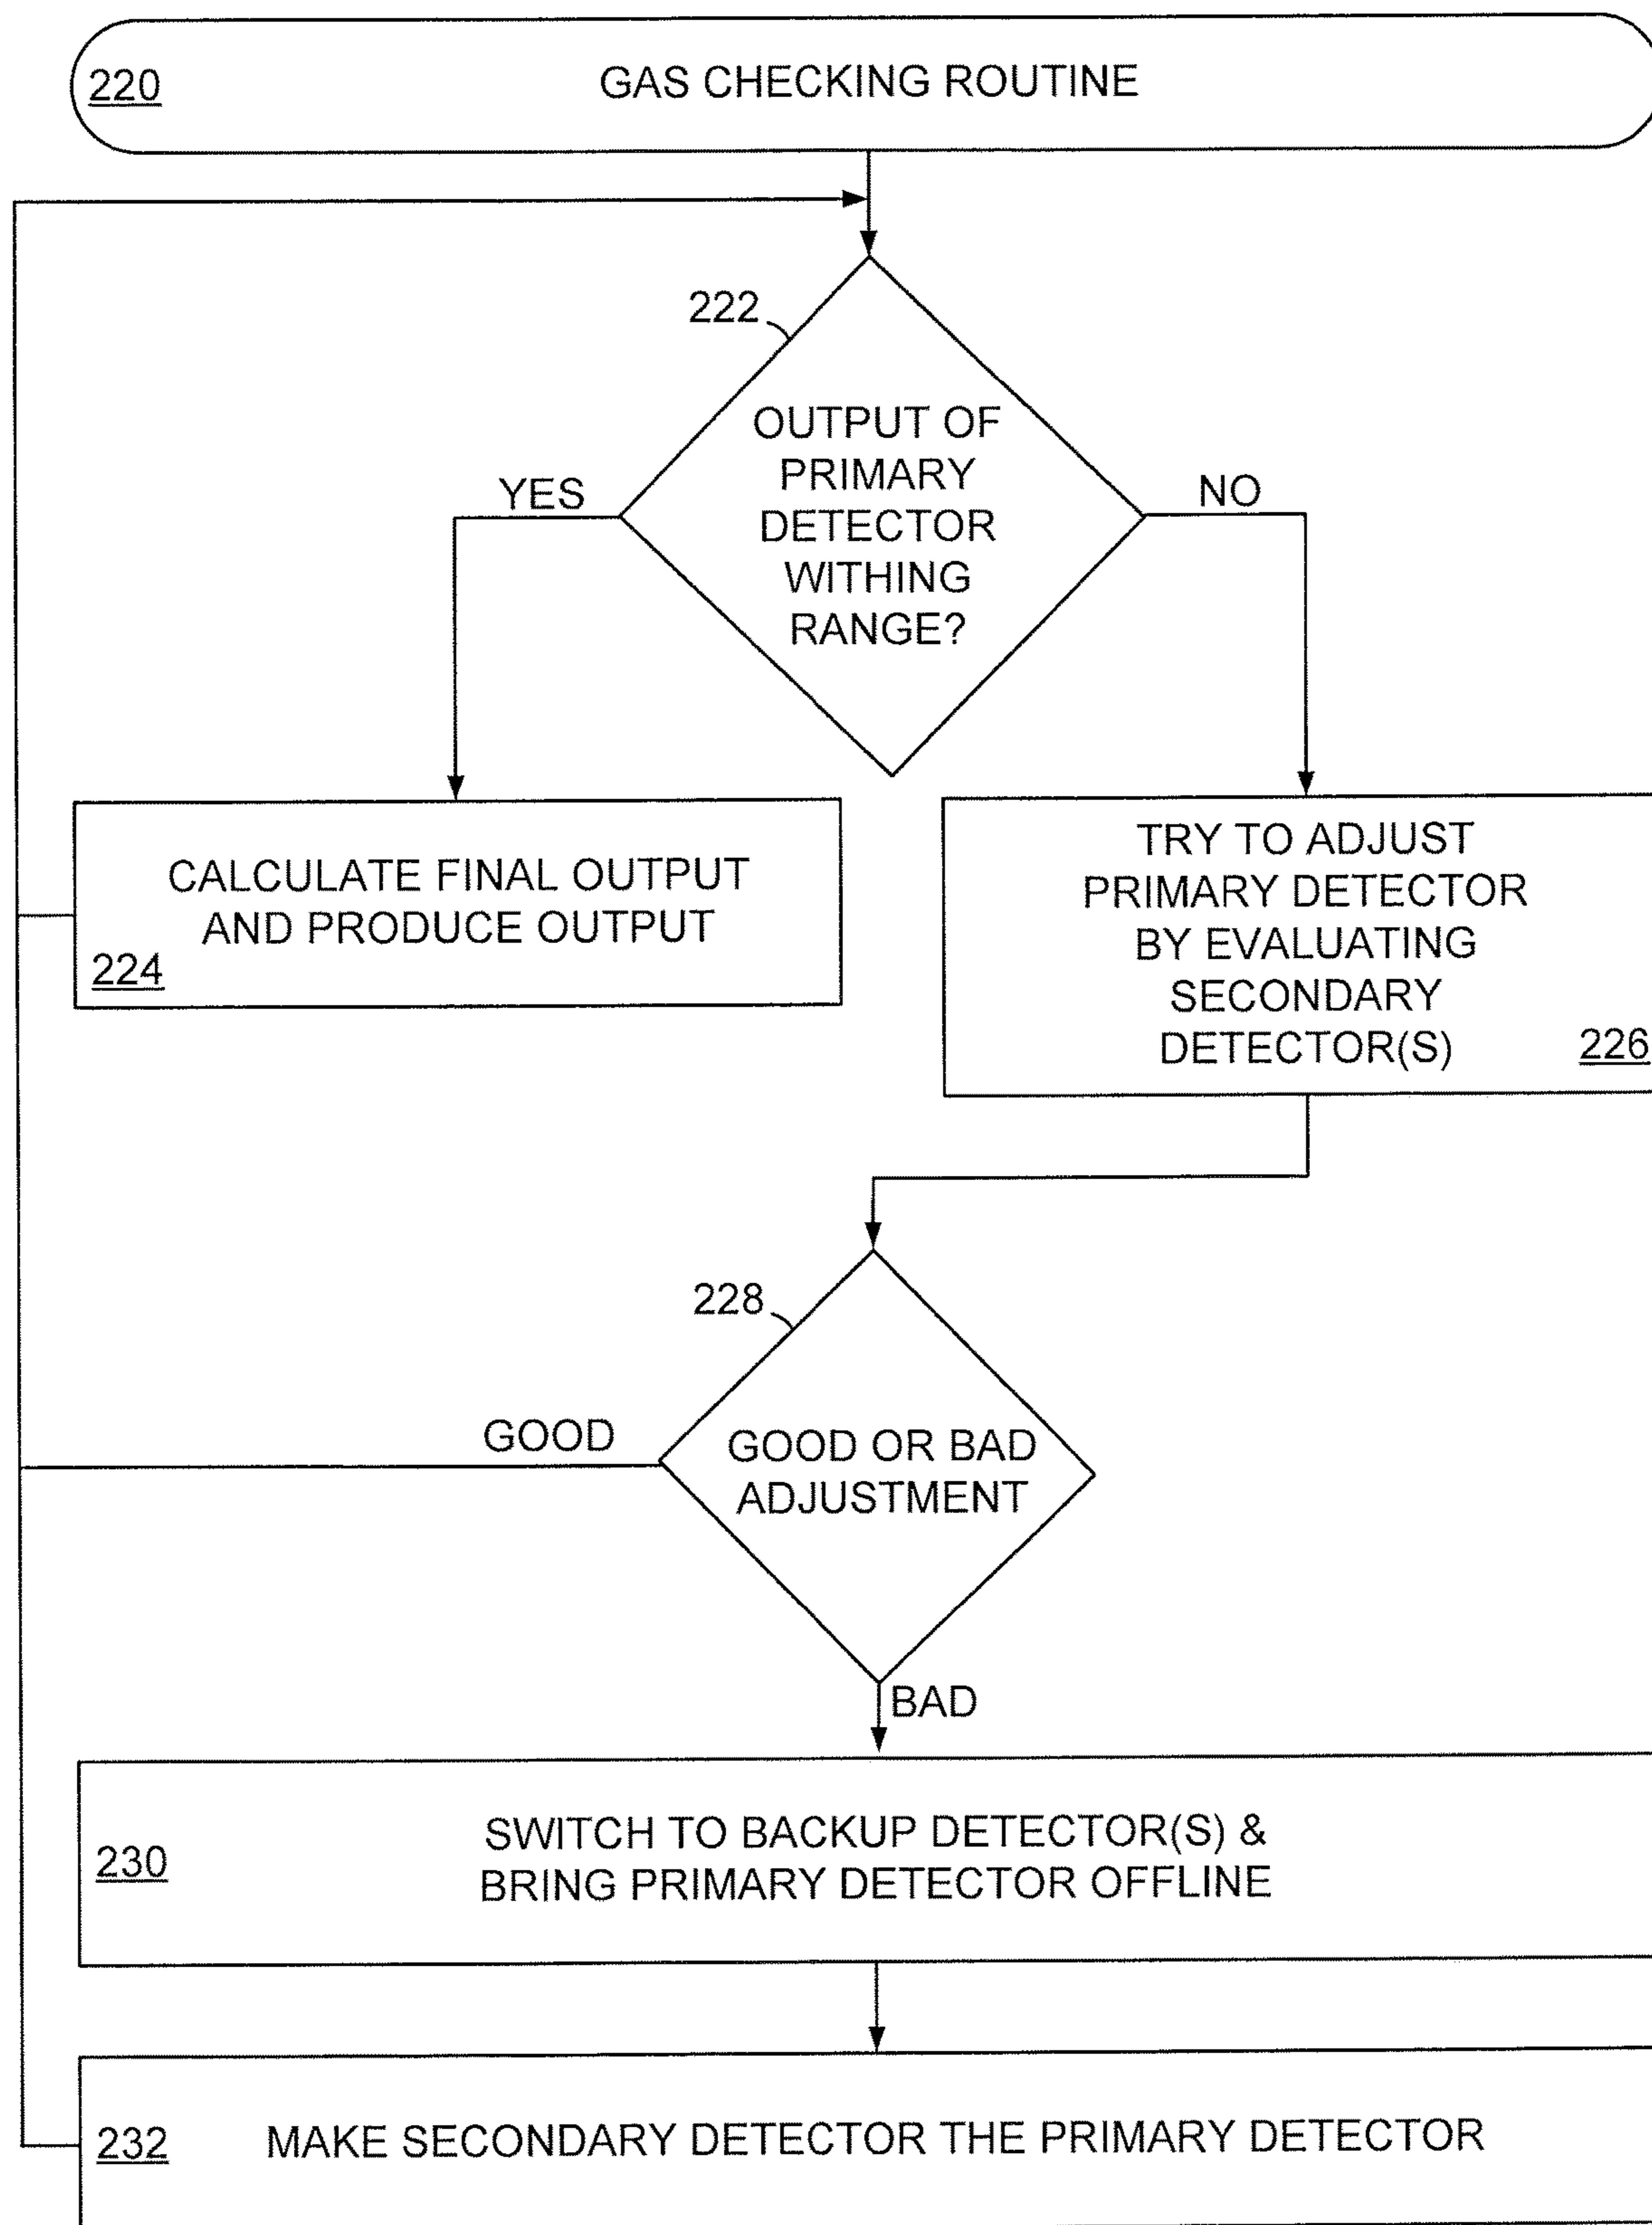 220
GAS CHECKING ROUTINE
222
OUTPUT OF
PRIMARY
DETECTOR
WITHING
RANGE?
YES
NO
CALCULATE FINAL OUTPUT
AND PRODUCE OUTPUT
224
TRY TO ADJUST
PRIMARY DETECTOR
BY EVALUATING
SECONDARY
DETECTOR(S)
226
228
GOOD
GOOD OR BAD
ADJUSTMENT
BAD
SWITCH TO BACKUP DETECTOR(S) &
BRING PRIMARY DETECTOR OFFLINE
230
232
MAKE SECONDARY DETECTOR THE PRIMARY DETECTOR